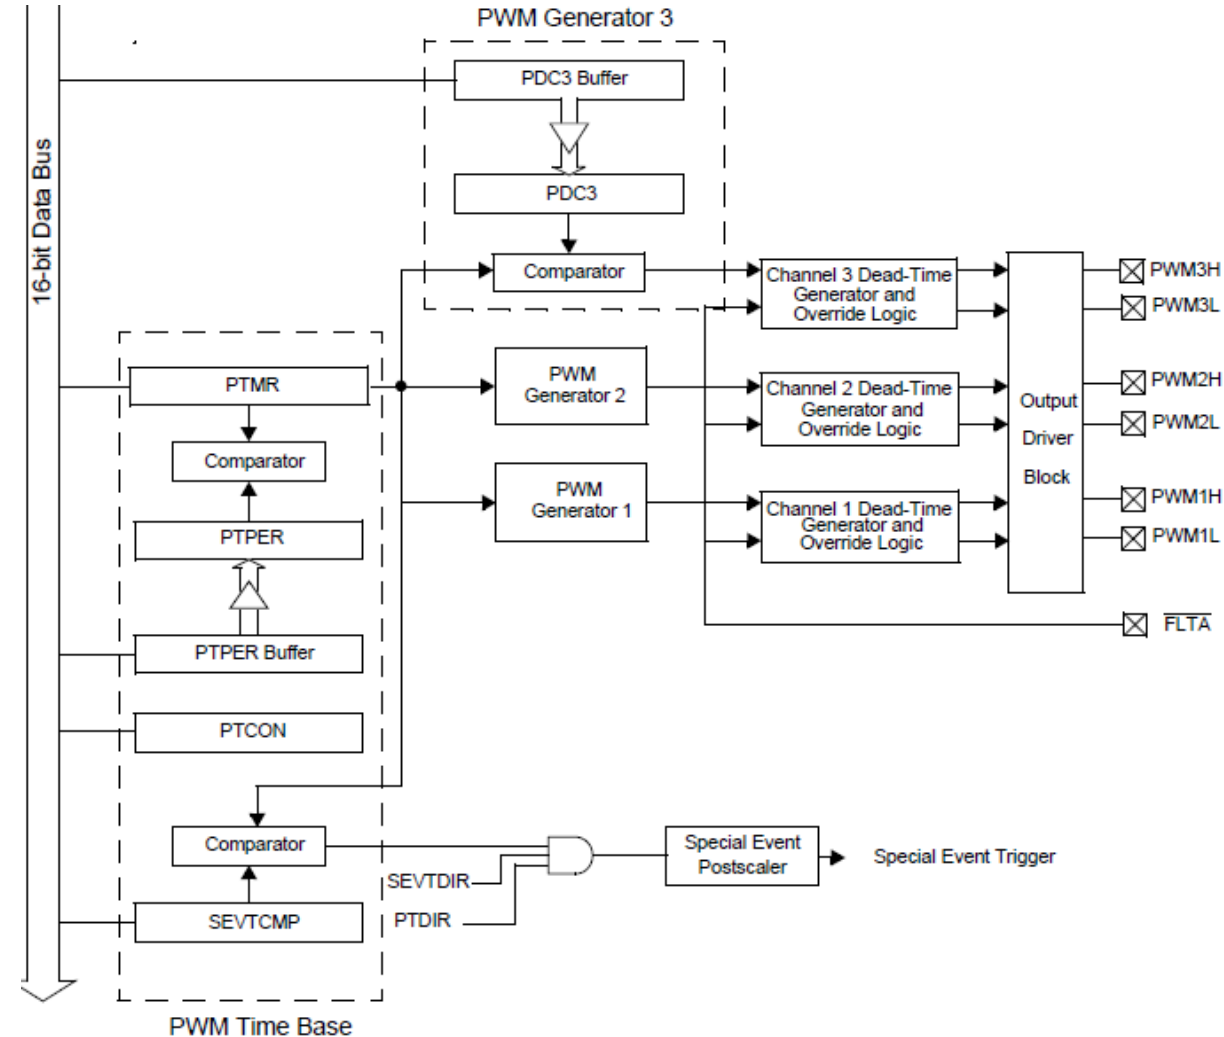 PWM Generator 3
PDC3 Buffer
PDC3
Comparator
16-bit Data Bus
Channel 3 Dead-Time
Generator and
Override Logic
PWM3H
PWM3L
PTMR
PWM
Generator 2
Channel 2 Dead-Time
Generator and
Override Logic
PWM2H
PWM2L
Output
Driver
Block
Comparator
PWM
Generator 1
Channel 1 Dead-Time
Generator and
Override Logic
PWM1H
PWM1L
PTPER
FLTA
PTPER Buffer
PTCON
Comparator
Special Event
Postscaler
Special Event Trigger
SEVTDIR
SEVTCMP
PTDIR
PWM Time Base